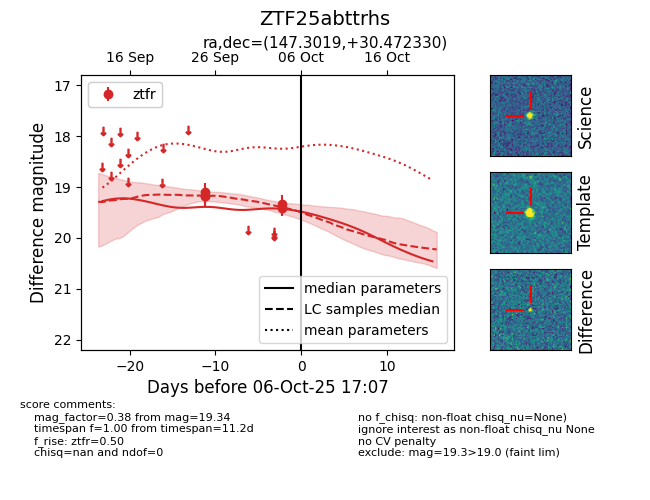 ZTF25abttrhs
ra,dec=(147.3019,+30.472330)
16 Sep
26 Sep
06 Oct
16 Oct
17
18
19
20
21
22
Difference magnitude
ztfr
median parameters
LC samples median
mean parameters
−20
−10
0
10
Days before 06-Oct-25 17:07
Science
Template
Difference
score comments:
mag_factor=0.38 from mag=19.34
timespan f=1.00 from timespan=11.2d
f_rise: ztfr=0.50
chisq=nan and ndof=0
no f_chisq: non-float chisq_nu=None)
ignore interest as non-float chisq_nu None
no CV penalty
exclude: mag=19.3>19.0 (faint lim)